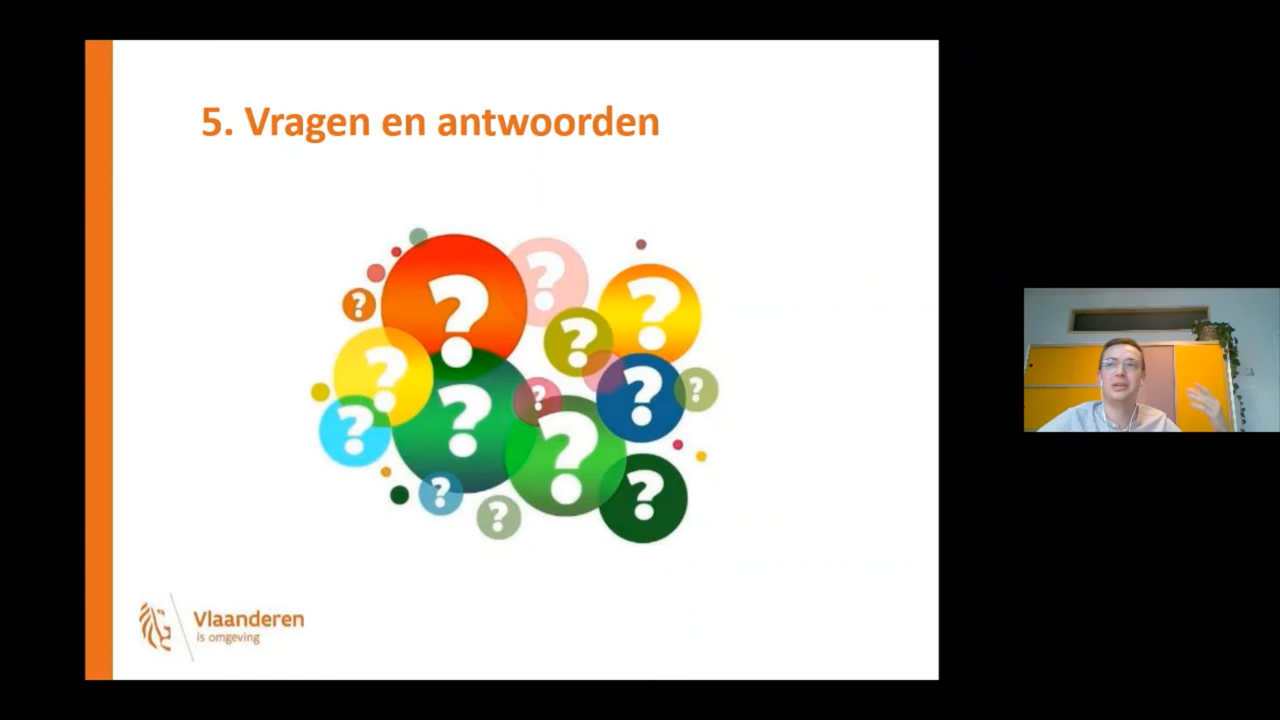 5. Vragen en antwoorden
? ? ? ? ? ? ? ? ? ? ? ? ? ?
Vlaanderen
is omgeving